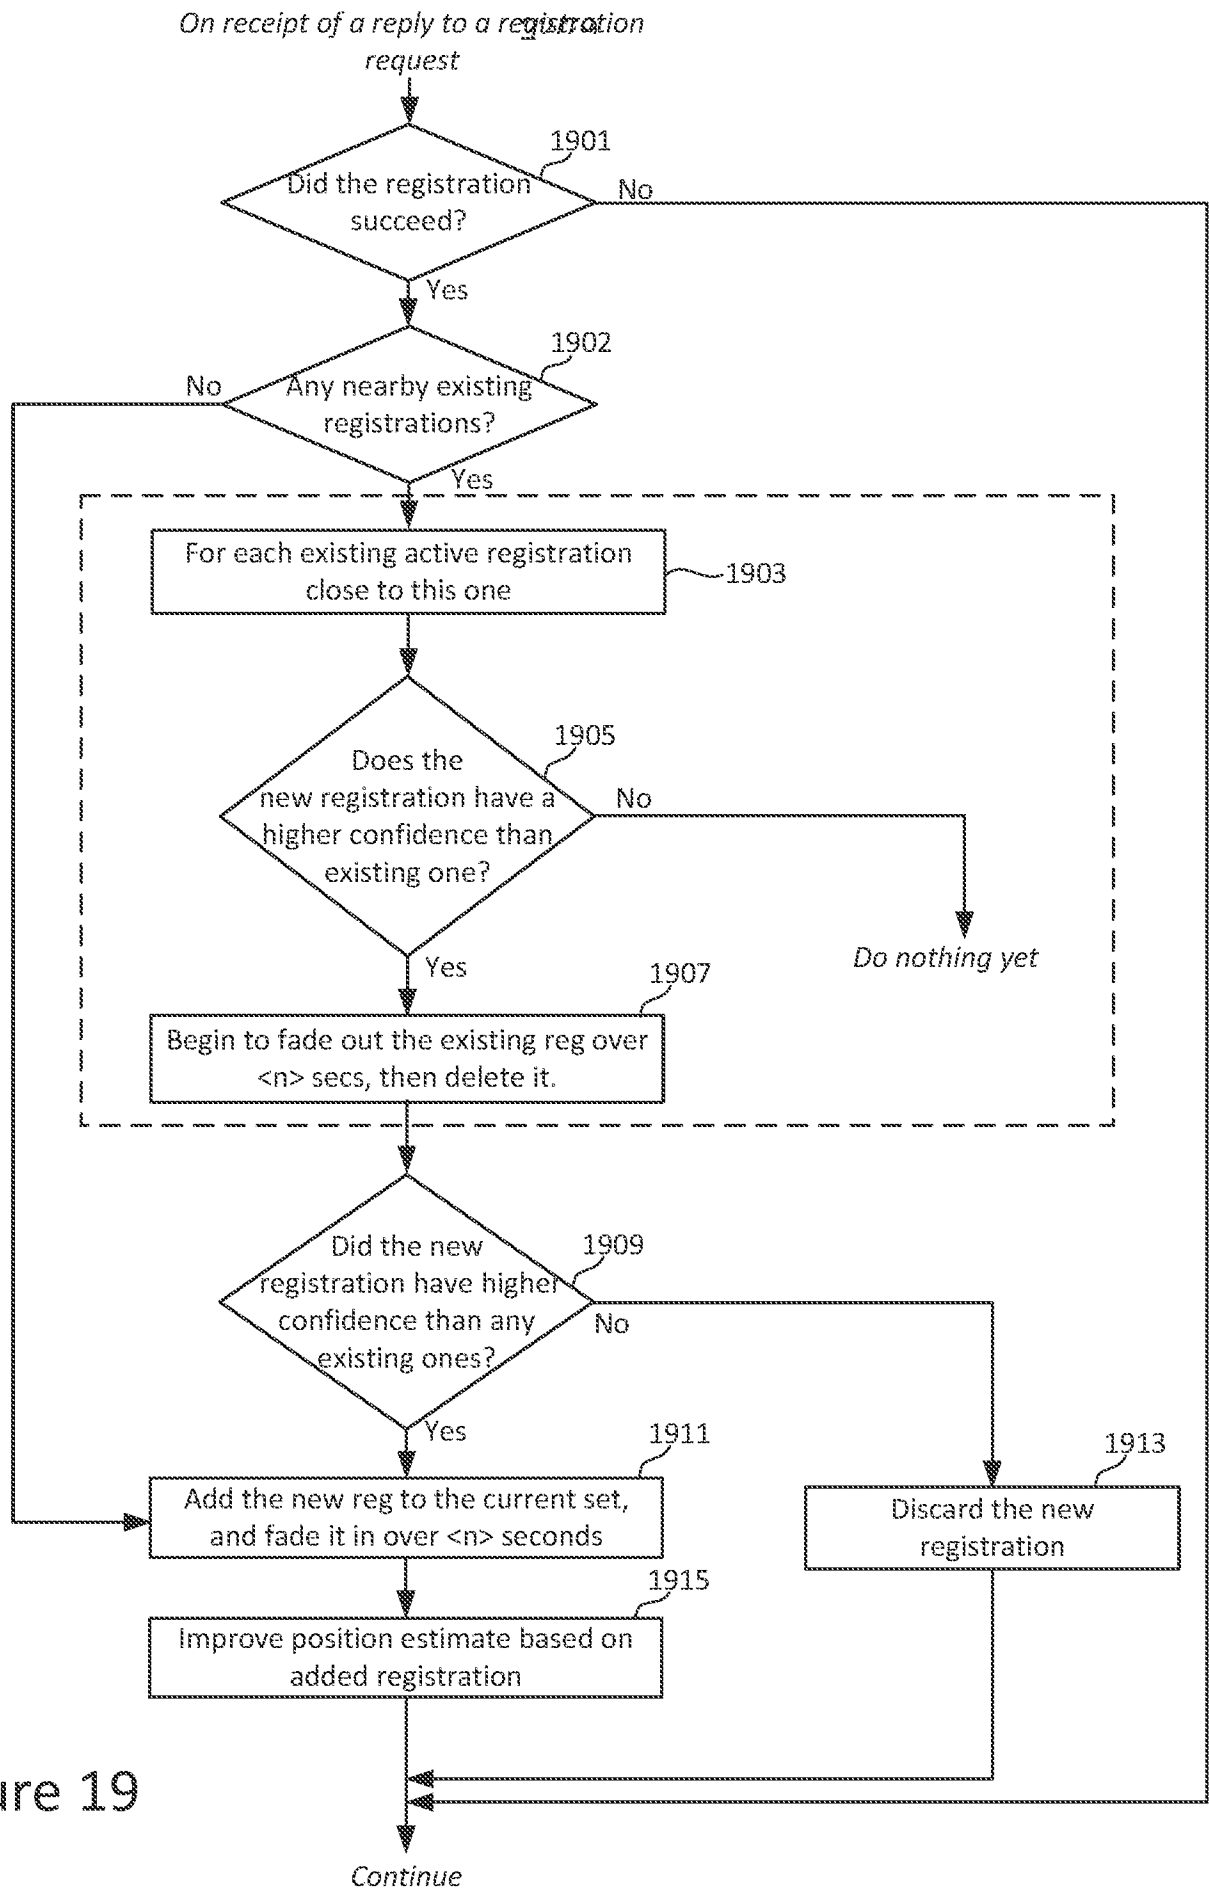 On receipt of a reply to a registration
request
1901
Did the registration
succeed?
No
Yes
1902
No
Any nearby existing
registrations?
Yes
For each existing active registration
close to this one
1903
1905
Does the
new registration have a
higher confidence than
existing one?
No
Do nothing yet
Yes
1907
Begin to fade out the existing reg over
<n> secs, then delete it.
1909
Did the new
registration have higher
confidence than any
existing ones?
No
Yes
1911
Add the new reg to the current set,
and fade it in over <n> seconds
1913
Discard the new
registration
1915
Improve position estimate based on
added registration
ure 19
Continue